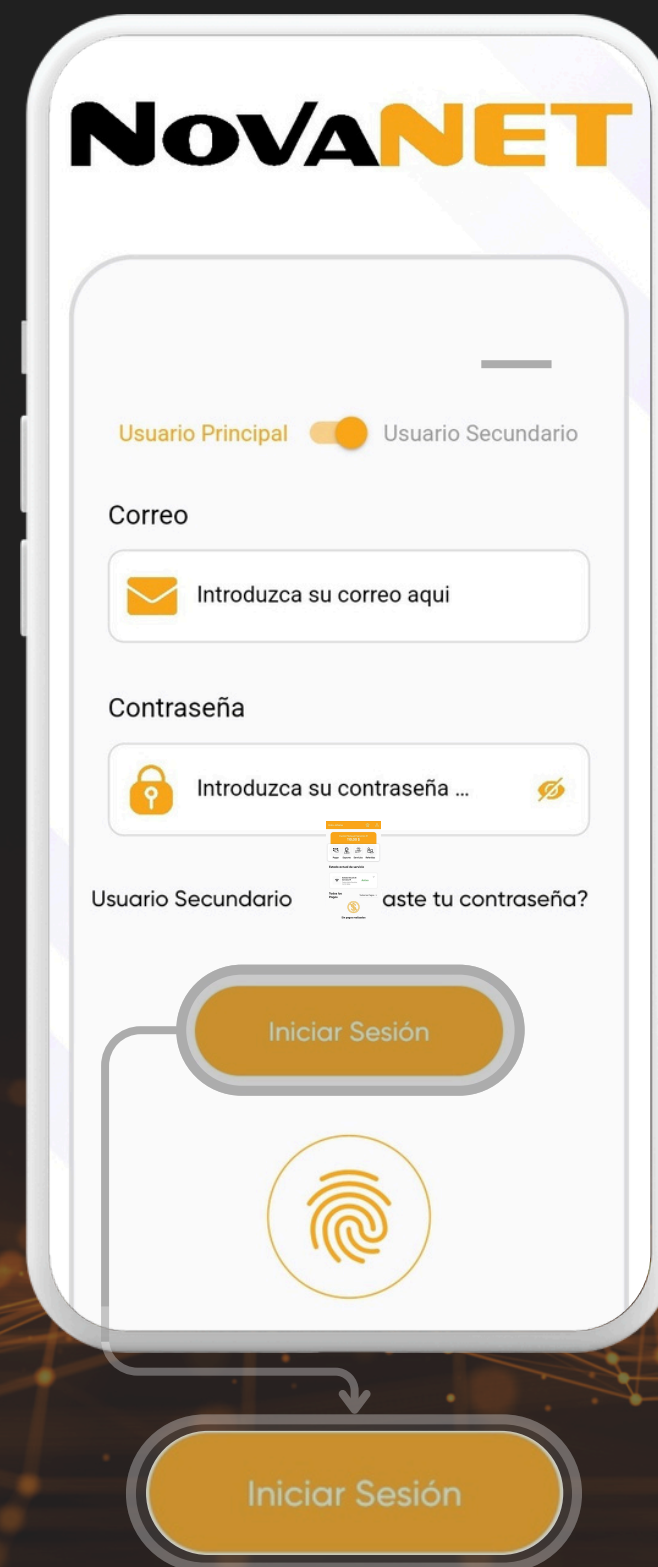 NOVANET
Usuario Principal Usuario Secundario
Correo
Introduzca su correo aqui
Contraseña
Introduzca su contraseña ...
Usuario Secundario aste tu contraseña?
Iniciar Sesión
Iniciar Sesión